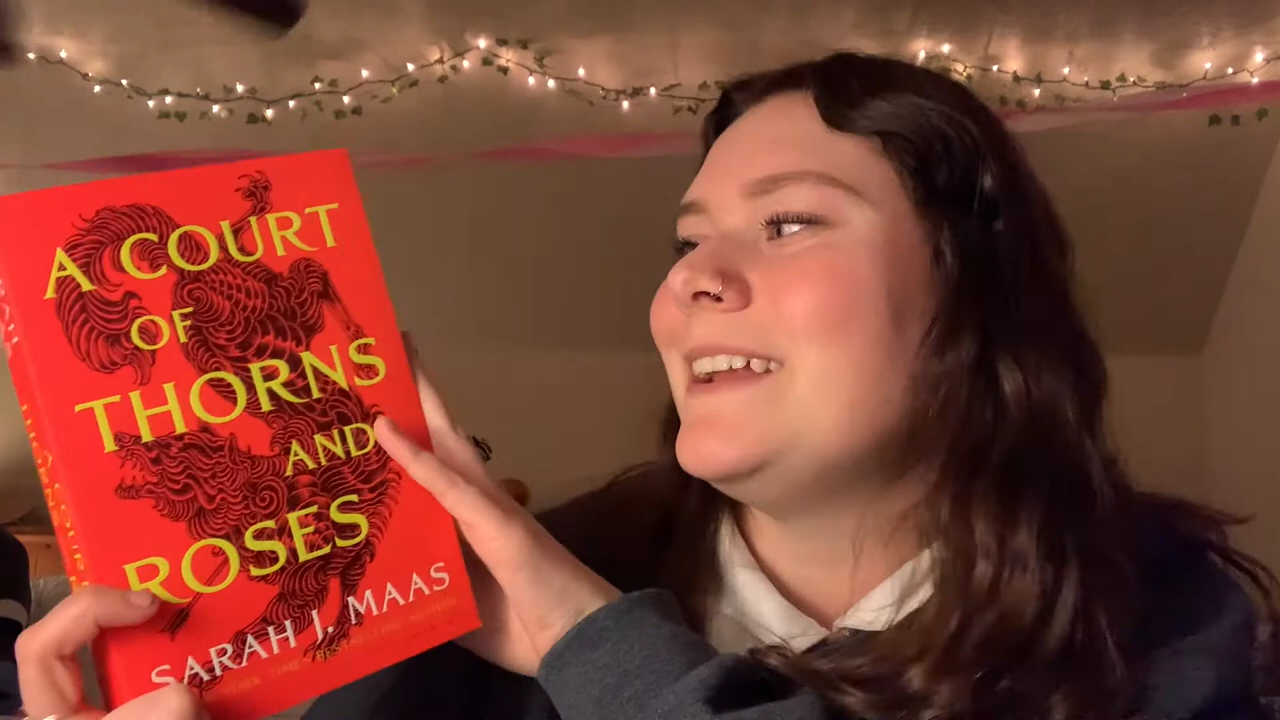 A COURT
OF
THORNS
AND
ROSES
SARAH J. MAAS